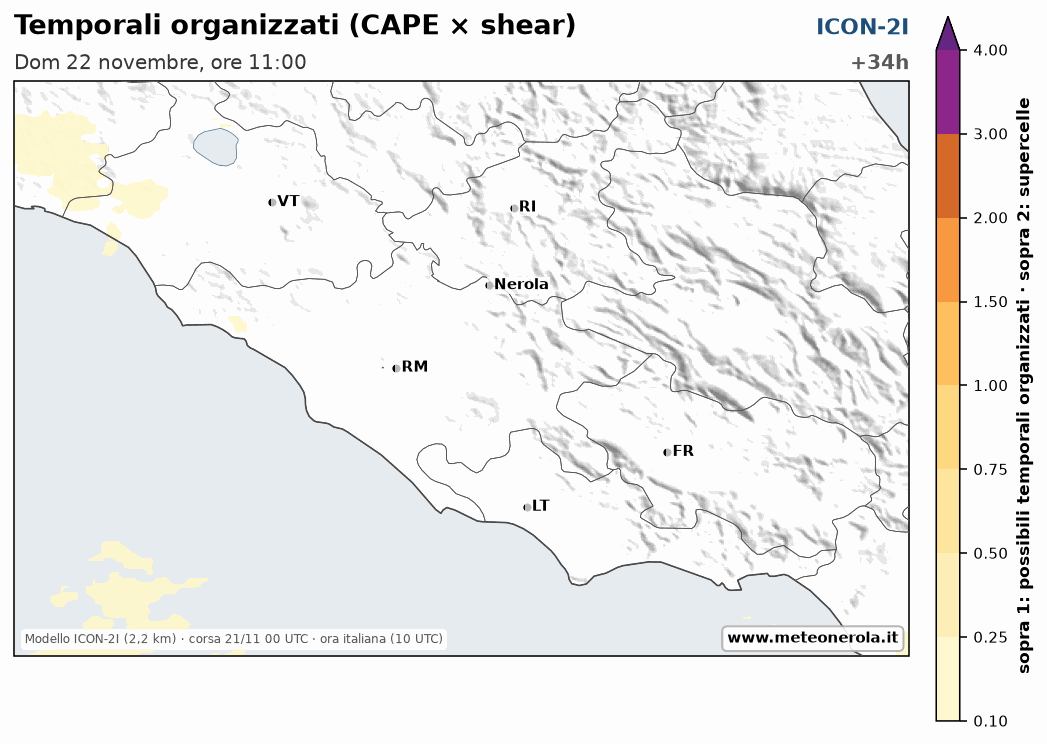 Temporali organizzati (CAPE × shear)
ICON-2I
Dom 22 novembre, ore 11:00
+34h
VT
RI
Nerola
RM
FR
LT
Modello ICON-2I (2,2 km) · corsa 21/11 00 UTC · ora italiana (10 UTC)
www.meteonerola.it
4.00
3.00
2.00
1.50
1.00
0.75
0.50
0.25
0.10
sopra 1: possibili temporali organizzati · sopra 2: supercelle